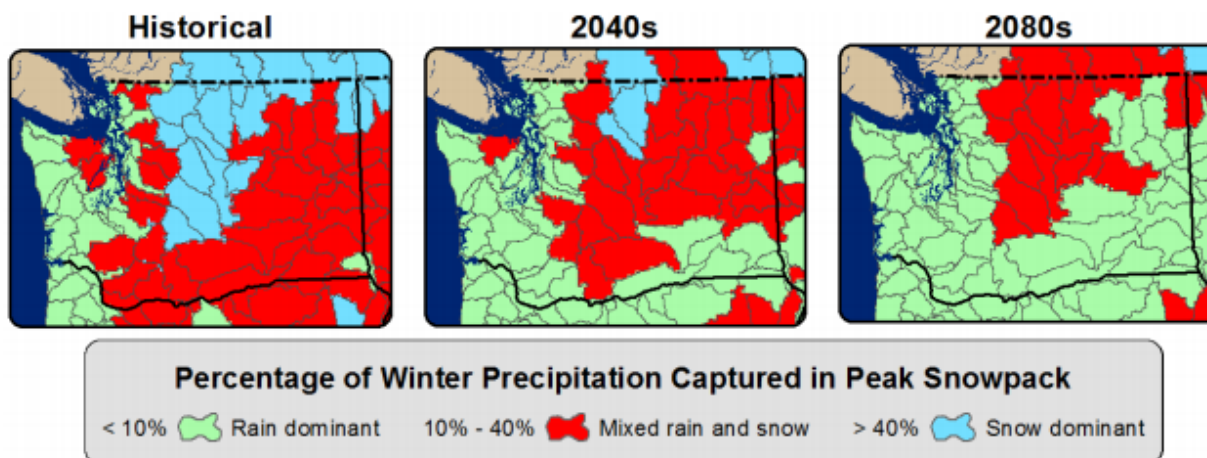 Historical 2040s 2080s
Percentage of Winter Precipitation Captured in Peak Snowpack
< 10% Rain dominant 10% - 40% Mixed rain and snow > 40% Snow dominant